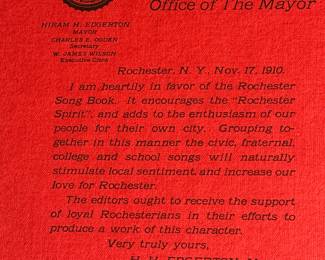 Office of The Mayor
HIRAM H. EDGERTON
MAYOR
CHARLES E. OGDEN
Secretary
W. JAMES WILSON
Executive Clerk
Rochester, N. Y., Nov. 17, 1910.
I am heartily in favor of the Rochester
Song Book. It encourages the "Rochester
Spirit", and adds to the enthusiasm of our
people for their own city. Grouping to-
gether in this manner the civic, fraternal,
college and school songs will naturally
stimulate local sentiment, and increase our
love for Rochester.
The editors ought to receive the support
of loyal Rochesterians in their efforts to
produce a work of this character.
Very truly yours,
H. H. EDGERTON,